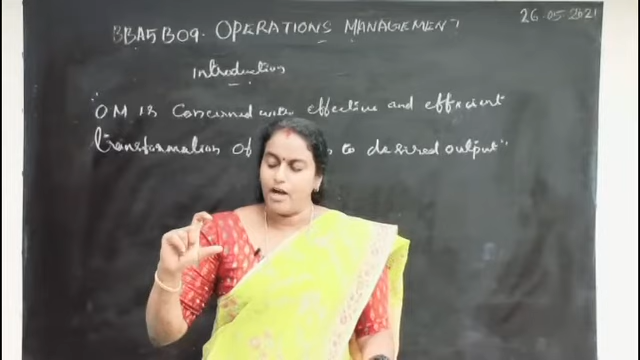 26.05.2021
BBA5B09. OPERATIONS MANAGEMENT
Introduction
"OM is concerned with effective and efficient
transformation of to desired output".